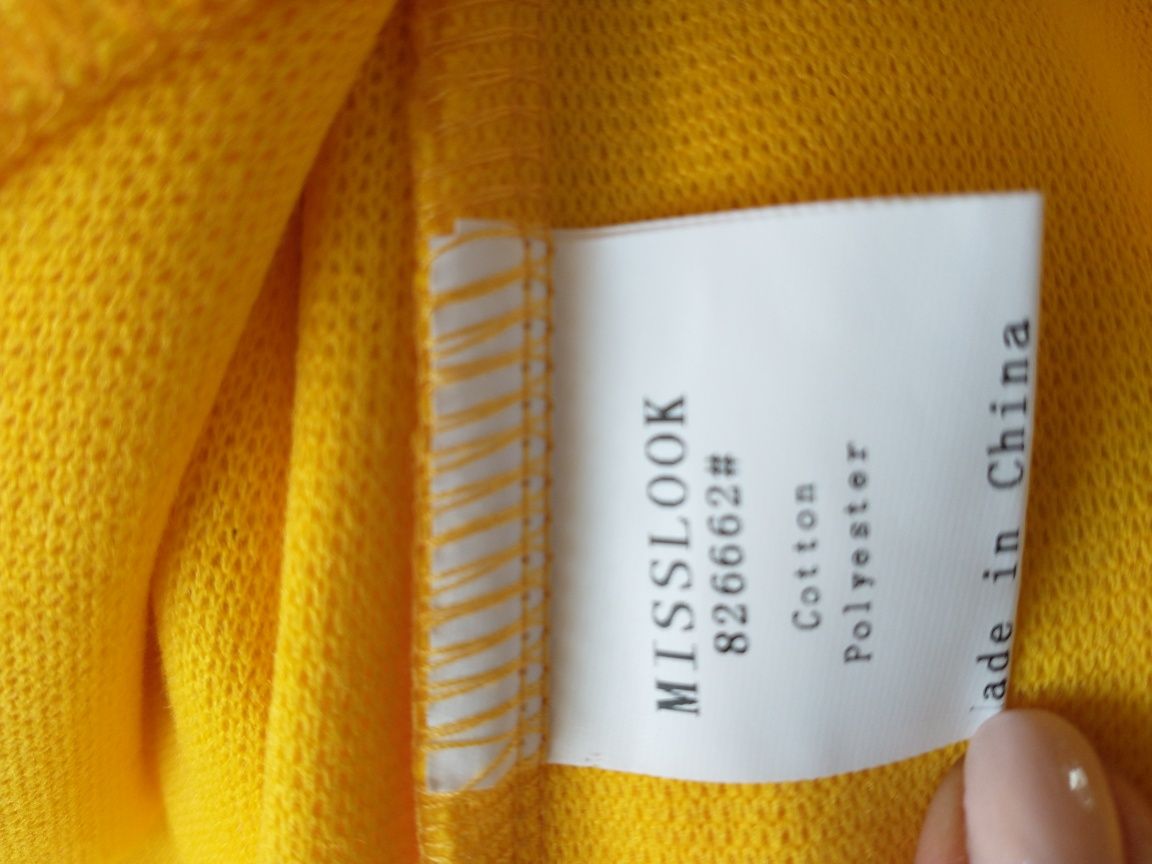 MISSLOOK
826662#
Cotton
Polyester
ade in China